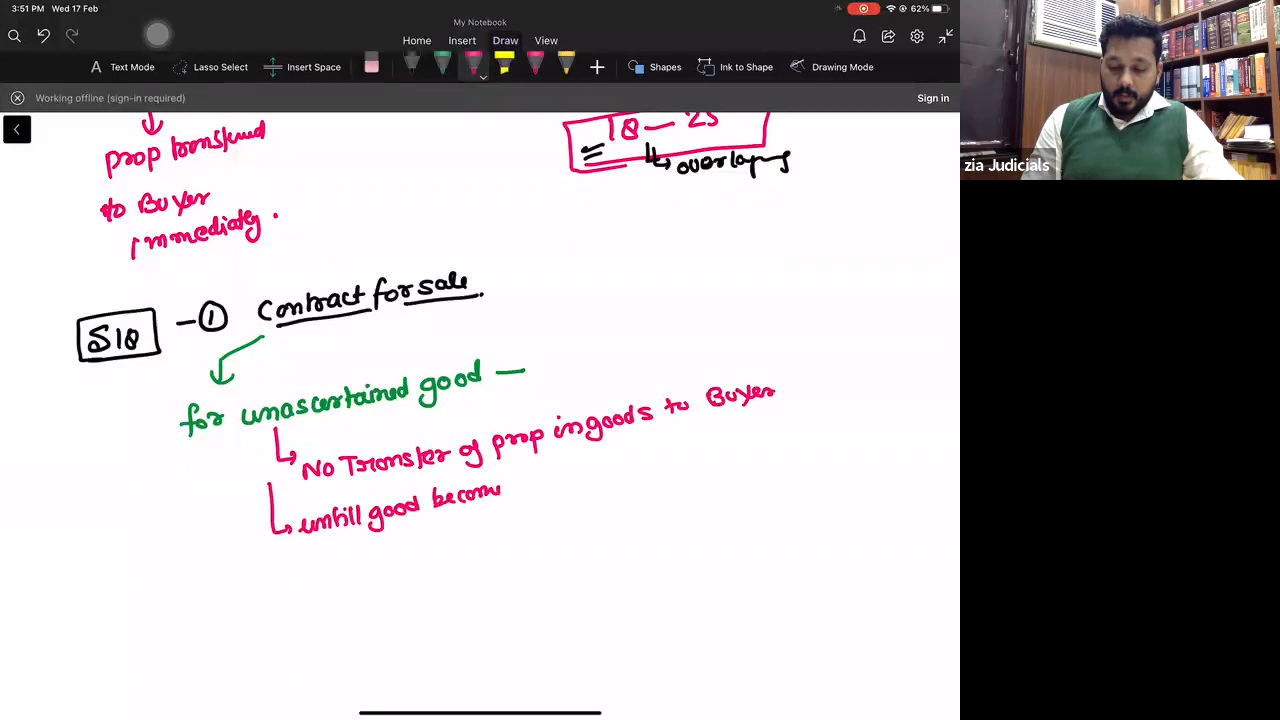 3:51 PM Wed 17 Feb
62%
My Notebook
Home Insert Draw View
Text Mode
Lasso Select
Insert Space
Shapes
Ink to Shape
Drawing Mode
Working offline (sign-in required)
Sign in
zia Judicials
prop transferred
to Buyer
immediately.
18 – 25
overlaping
S18 – ① Contract for sale.
for unascertained good –
No Transfer of prop in goods to Buyer
untill good become